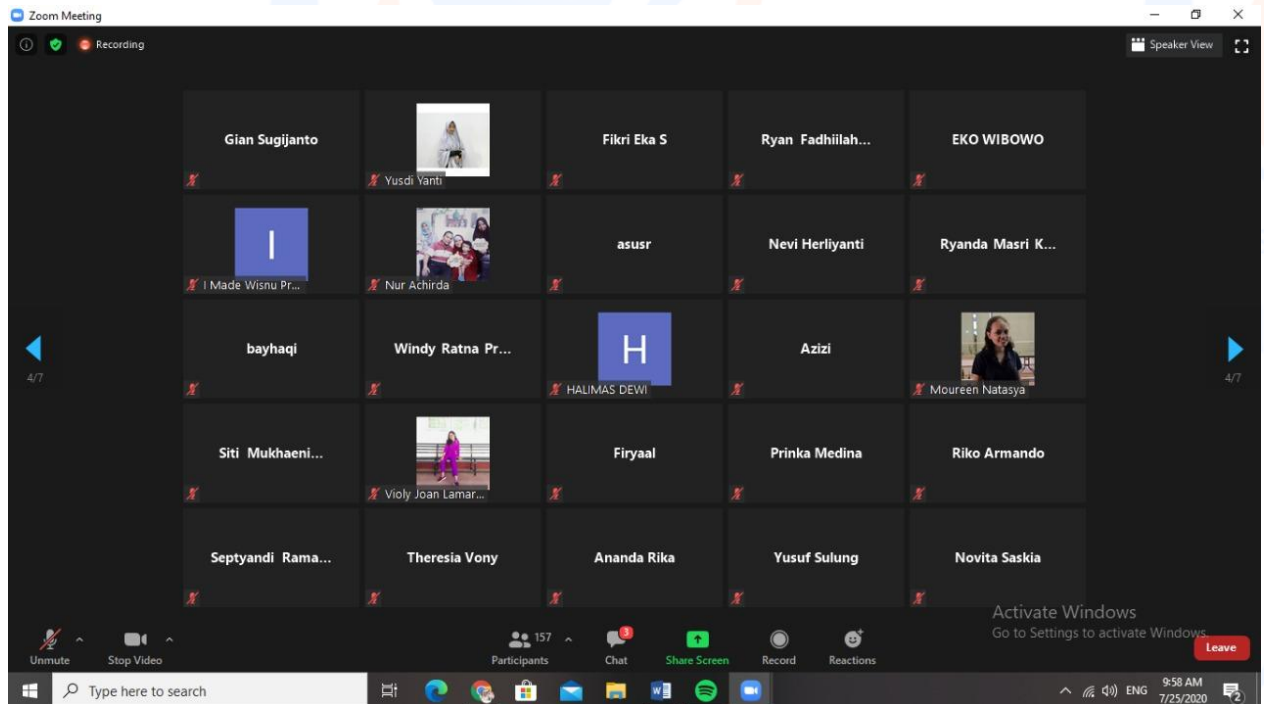 Zoom Meeting
Recording
Speaker View
Gian Sugijanto
Yusdi Yanti
Fikri Eka S
Ryan Fadhiilah...
EKO WIBOWO
I
I Made Wisnu Pr...
Nur Achirda
asusr
Nevi Herliyanti
Ryanda Masri K...
bayhaqi
Windy Ratna Pr...
H
HALIMAS DEWI
Azizi
Moureen Natasya
4/7
4/7
Siti Mukhaeni...
Violy Joan Lamar...
Firyaal
Prinka Medina
Riko Armando
Septyandi Rama...
Theresia Vony
Ananda Rika
Yusuf Sulung
Novita Saskia
Activate Windows
Go to Settings to activate Windows.
Unmute
Stop Video
157
Participants
3
Chat
Share Screen
Record
Reactions
Leave
Type here to search
ENG
9:58 AM
7/25/2020
2